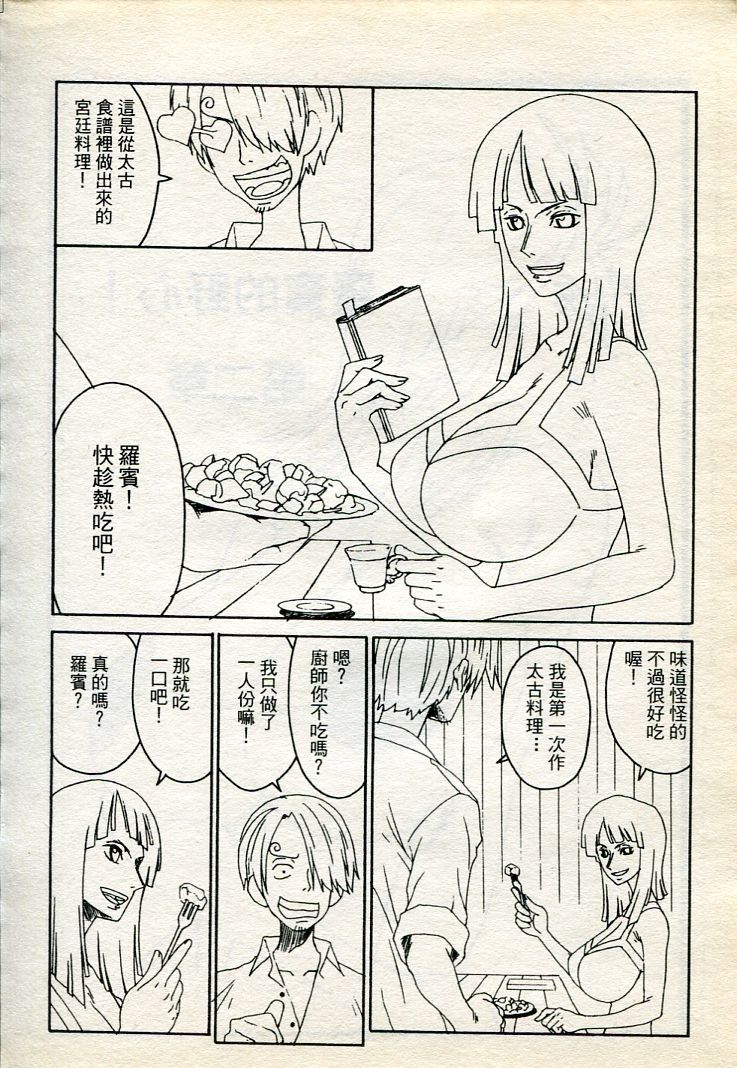 這是從太古
食譜裡做出來的
宮廷料理！
羅賓！
快趁熱吃吧！
味道怪怪的
不過很好吃
喔！
我是第一次作
太古料理…
嗯？
廚師你不吃嗎？
我只做了
一人份嘛！
那就吃
一口吧！
真的嗎？
羅賓？